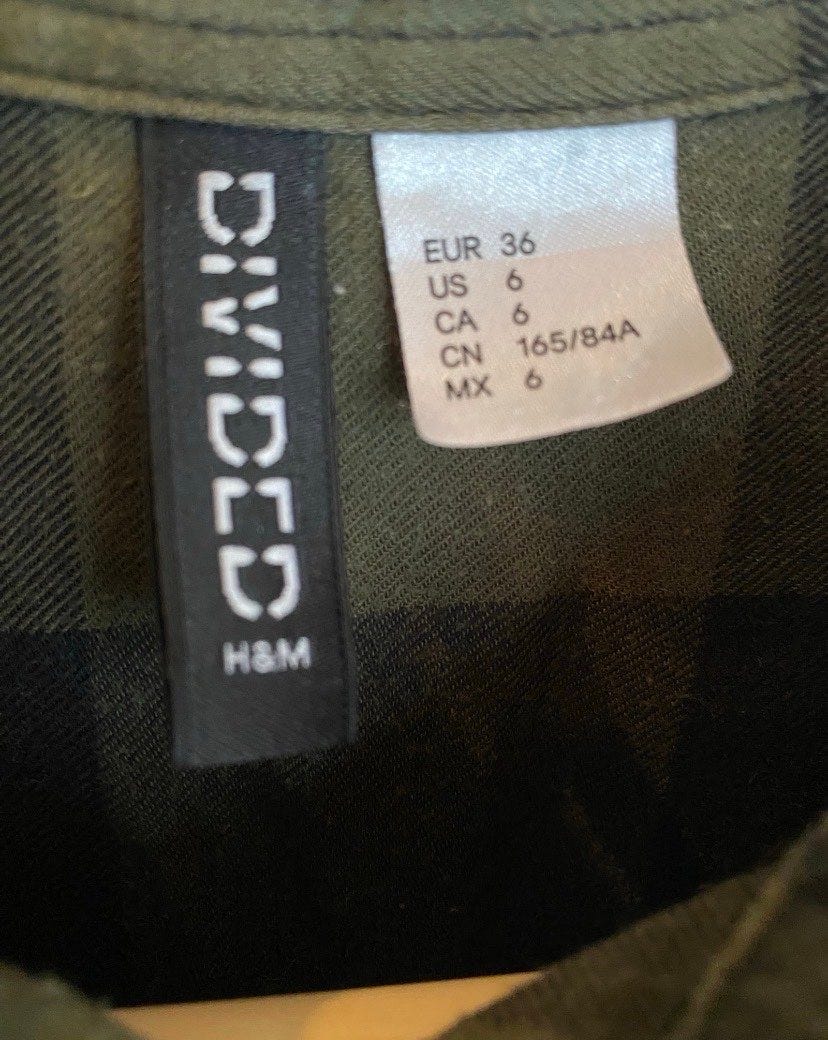 DIVIDED
H&M
EUR 36
US 6
CA 6
CN 165/84A
MX 6